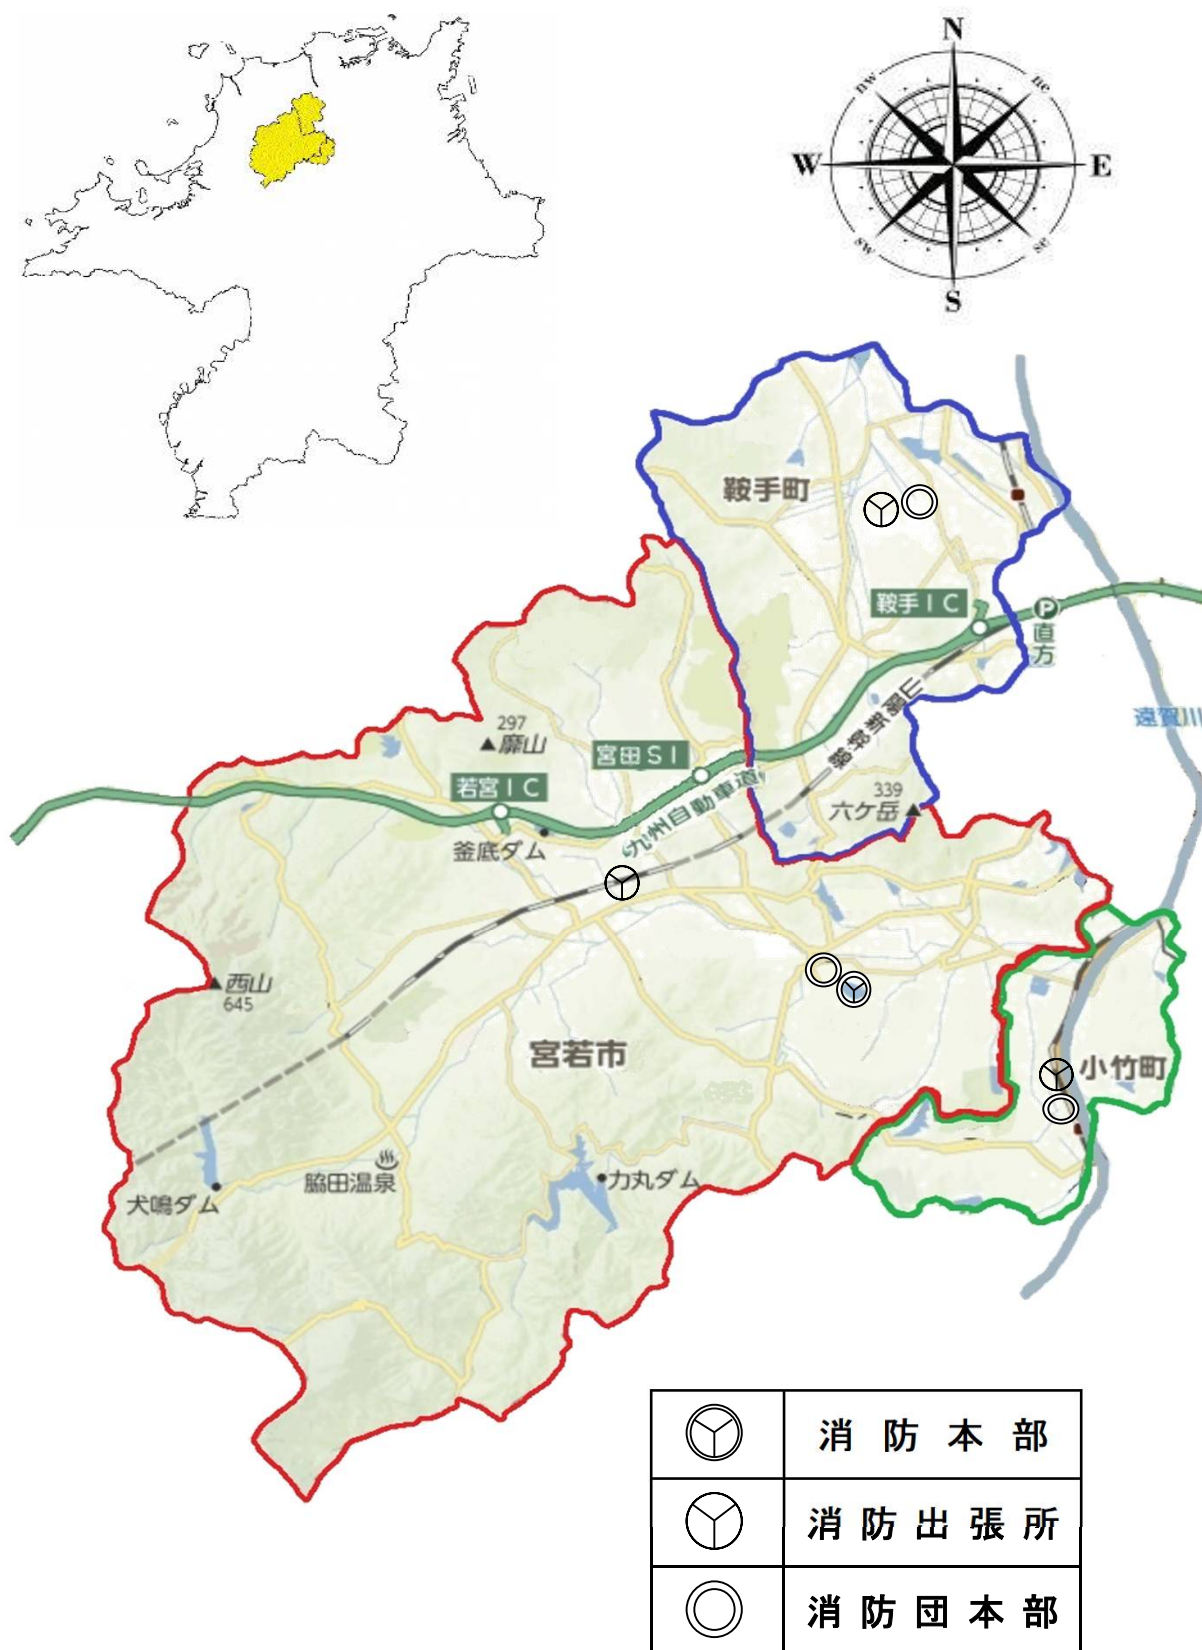 N
nw
ne
W
E
sw
se
S
鞍手町
鞍手IC
P
直方
山陽新幹線
遠賀川
297
靡山
宮田SI
若宮IC
九州自動車道
339
六ケ岳
釜底ダム
西山
645
宮若市
小竹町
脇田温泉
力丸ダム
犬鳴ダム
消防本部
消防出張所
消防団本部